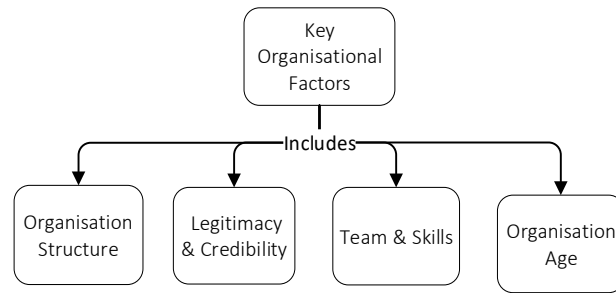 Key
Organisational
Factors
Includes
Organisation
Structure
Legitimacy
& Credibility
Team & Skills
Organisation
Age